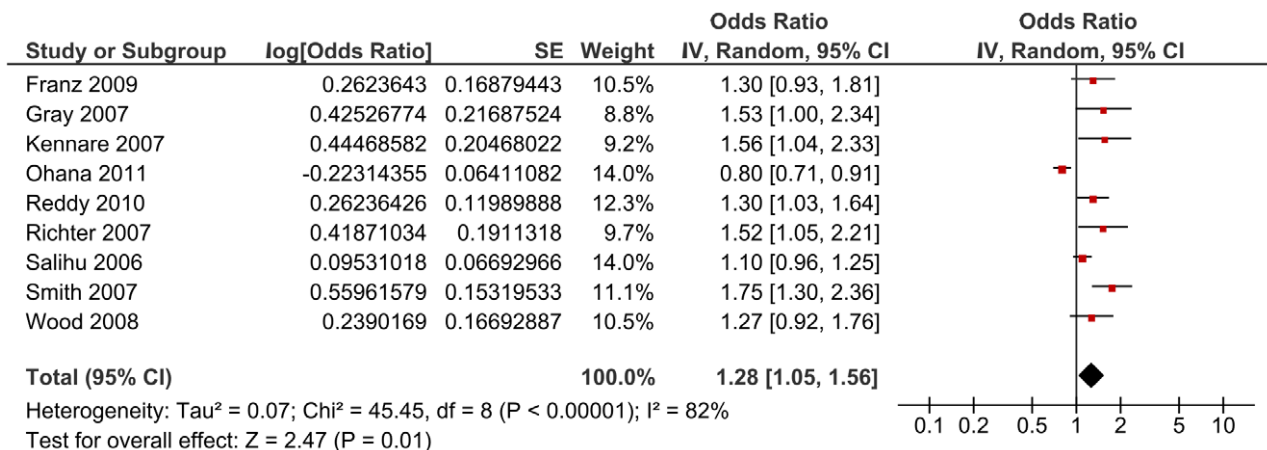 Odds Ratio Odds Ratio
Study or Subgroup log[Odds Ratio] SE Weight IV, Random, 95% CI IV, Random, 95% CI
Franz 2009 0.2623643 0.16879443 10.5% 1.30 [0.93, 1.81]
Gray 2007 0.42526774 0.21687524 8.8% 1.53 [1.00, 2.34]
Kennare 2007 0.44468582 0.20468022 9.2% 1.56 [1.04, 2.33]
Ohana 2011 -0.22314355 0.06411082 14.0% 0.80 [0.71, 0.91]
Reddy 2010 0.26236426 0.11989888 12.3% 1.30 [1.03, 1.64]
Richter 2007 0.41871034 0.1911318 9.7% 1.52 [1.05, 2.21]
Salihu 2006 0.09531018 0.06692966 14.0% 1.10 [0.96, 1.25]
Smith 2007 0.55961579 0.15319533 11.1% 1.75 [1.30, 2.36]
Wood 2008 0.2390169 0.16692887 10.5% 1.27 [0.92, 1.76]
Total (95% CI) 100.0% 1.28 [1.05, 1.56]
Heterogeneity: Tau² = 0.07; Chi² = 45.45, df = 8 (P < 0.00001); I² = 82%
Test for overall effect: Z = 2.47 (P = 0.01)
0.1 0.2 0.5 1 2 5 10